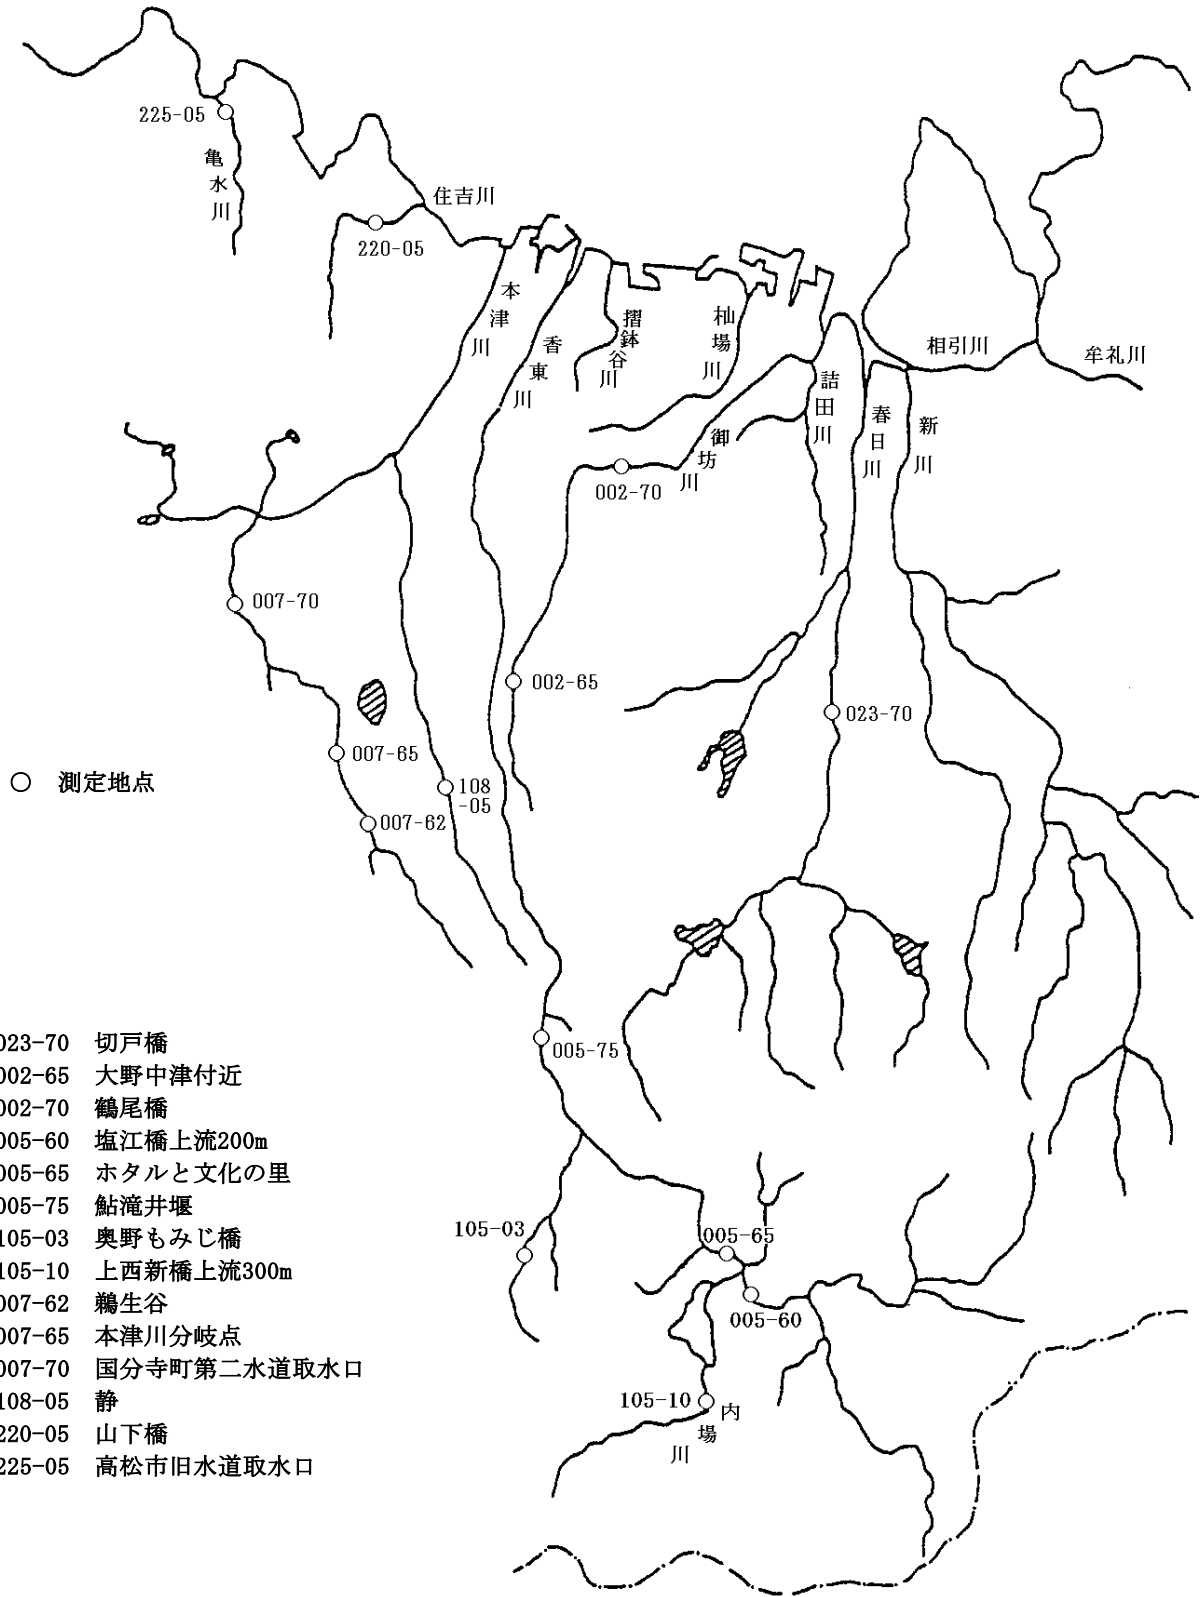 225-05
亀水川
住吉川
220-05
本津川
香東川
摺鉢谷川
杣場川
御坊川
詰田川
春日川
新川
相引川
牟礼川
002-70
007-70
002-65
023-70
007-65
108
-05
007-62
○ 測定地点
005-75
105-03
005-65
005-60
105-10
内場川
023-70 切戸橋
002-65 大野中津付近
002-70 鶴尾橋
005-60 塩江橋上流200m
005-65 ホタルと文化の里
005-75 鮎滝井堰
105-03 奥野もみじ橋
105-10 上西新橋上流300m
007-62 鵜生谷
007-65 本津川分岐点
007-70 国分寺町第二水道取水口
108-05 静
220-05 山下橋
225-05 高松市旧水道取水口